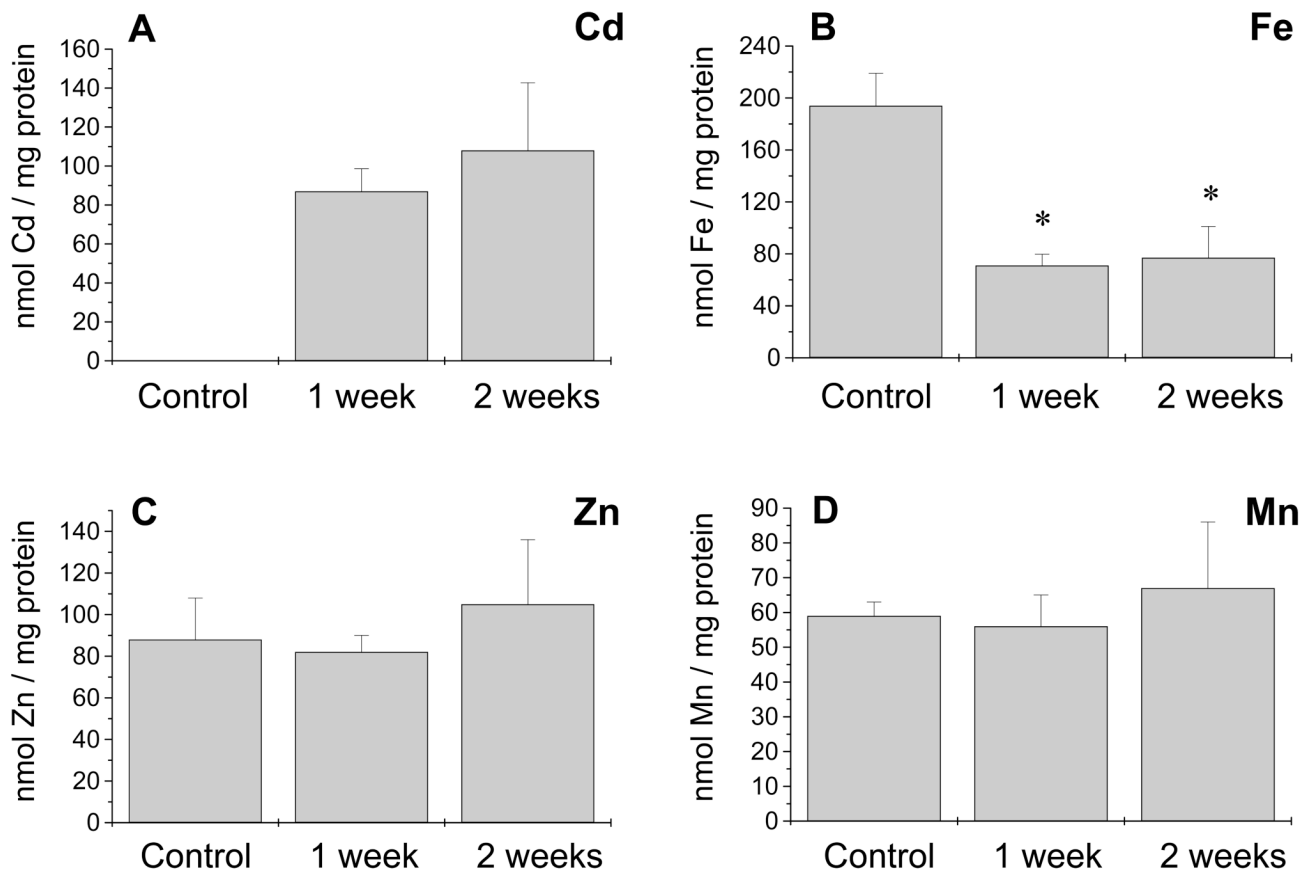 A
Cd
nmol Cd / mg protein
160
140
120
100
80
60
40
20
0
Control
1 week
2 weeks
B
Fe
nmol Fe / mg protein
240
200
160
120
80
40
0
*
*
Control
1 week
2 weeks
C
Zn
nmol Zn / mg protein
140
120
100
80
60
40
20
0
Control
1 week
2 weeks
D
Mn
nmol Mn / mg protein
90
80
70
60
50
40
30
20
10
0
Control
1 week
2 weeks